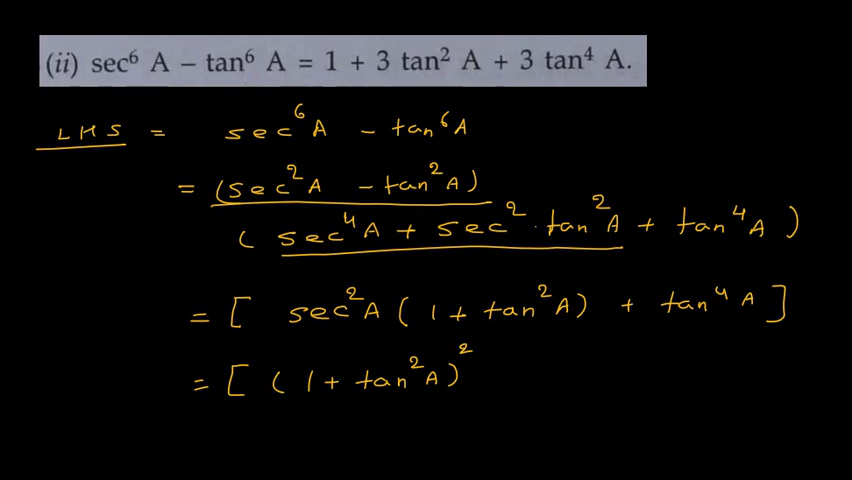 (ii) sec⁶ A − tan⁶ A = 1 + 3 tan² A + 3 tan⁴ A.
LHS = sec⁶A − tan⁶A
= (sec²A − tan²A)
( sec⁴A + sec² · tan²A + tan⁴A )
= [ sec²A ( 1 + tan²A ) + tan⁴A ]
= [ ( 1 + tan²A )²